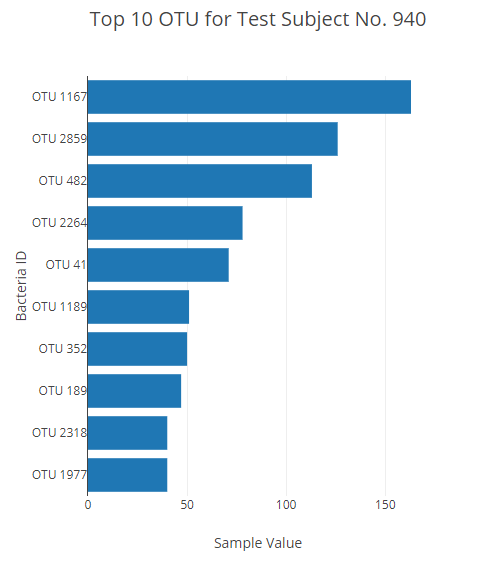 Top 10 OTU for Test Subject No. 940
Bacteria ID
OTU 1167
OTU 2859
OTU 482
OTU 2264
OTU 41
OTU 1189
OTU 352
OTU 189
OTU 2318
OTU 1977
0 50 100 150
Sample Value